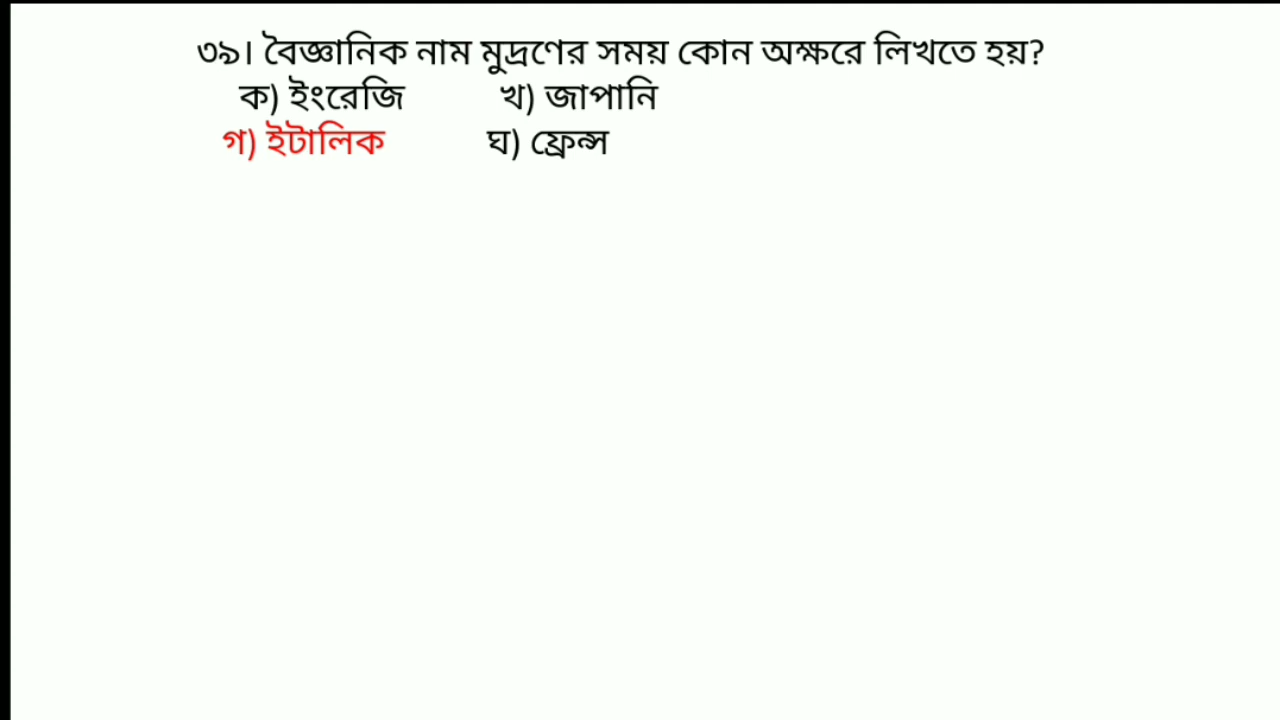 ৩৯। বৈজ্ঞানিক নাম মুদ্রণের সময় কোন অক্ষরে লিখতে হয়?
ক) ইংরেজি খ) জাপানি
গ) ইটালিক ঘ) ফ্রেন্স